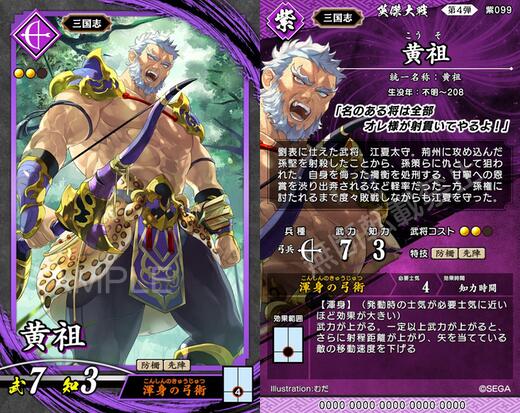 三国志
SAMPLE
黄祖
防柵 先陣
武7 知3
こんしんのきゅうじゅつ
渾身の弓術
4
紫
三国志
英傑大戦
第4弾
紫099
こう そ
黄祖
統一名称:黄祖
生没年:不明~208
「名のある将は全部
オレ様が射貫いてやるよ!」
劉表に仕えた武将、江夏太守。荊州に攻め込んだ
孫堅を射殺したことから、孫策らに仇として狙わ
れた。自身を侮った禰衡を処刑する、甘寧への恩
賞を渋り出奔されるなど軽率だった一方、孫権に
討たれるまで度々敗戦しながらも江夏を守った。
兵種 武力 知力 武将コスト
弓兵 7 3
特技 防柵 先陣
こんしんのきゅうじゅつ
渾身の弓術
必要士気
4
効果時間
知力時間
効果範囲
【渾身】(発動時の士気が必要士気に近い
ほど効果が大きい)
武力が上がる。一定以上武力が上がると、
さらに射程距離が上がり、矢を当てている
敵の移動速度を下げる
Illustration:むだ
©SEGA
0000 0000 0000 0000 0000